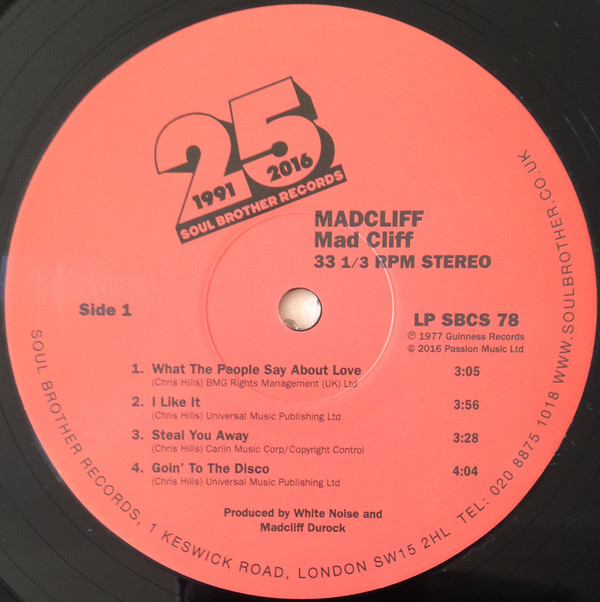 25
1991 2016
SOUL BROTHER RECORDS
MADCLIFF
Mad Cliff
33 1/3 RPM STEREO
Side 1
LP SBCS 78
℗ 1977 Guinness Records
© 2016 Passion Music Ltd
1. What The People Say About Love 3:05
(Chris Hills) BMG Rights Management (UK) Ltd
2. I Like It 3:56
(Chris Hills) Universal Music Publishing Ltd
3. Steal You Away 3:28
(Chris Hills) Carlin Music Corp/Copyright Control
4. Goin' To The Disco 4:04
(Chris Hills) Universal Music Publishing Ltd
Produced by White Noise and
Madcliff Durock
SOUL BROTHER RECORDS, 1 KESWICK ROAD, LONDON SW15 2HL TEL: 020 8875 1018 WWW.SOULBROTHER.CO.UK